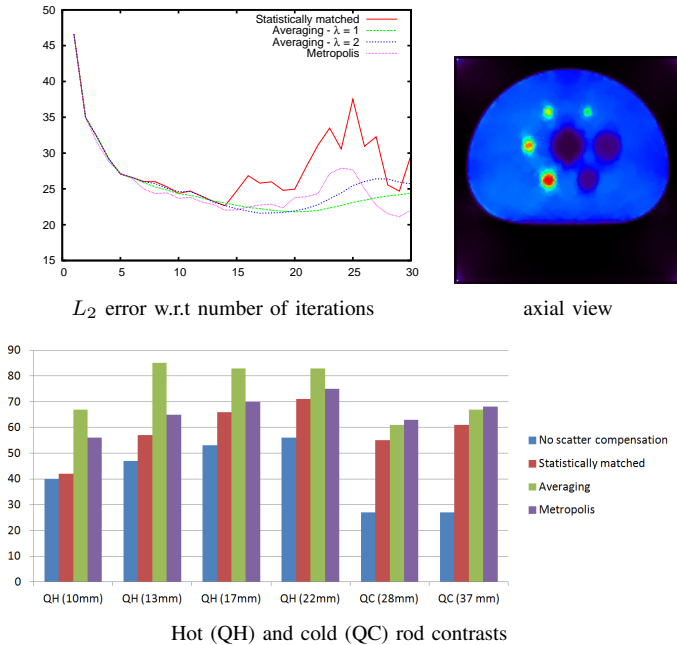 50
45
40
35
30
25
20
15
0
5
10
15
20
25
30
Statistically matched
Averaging - λ = 1
Averaging - λ = 2
Metropolis
L2 error w.r.t number of iterations
axial view
90
80
70
60
50
40
30
20
10
0
QH (10mm)
QH (13mm)
QH (17mm)
QH (22mm)
QC (28mm)
QC (37 mm)
No scatter compensation
Statistically matched
Averaging
Metropolis
Hot (QH) and cold (QC) rod contrasts